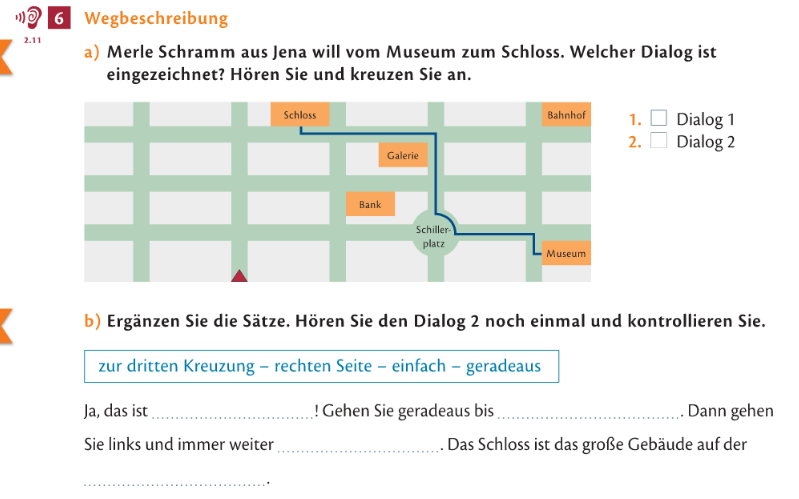 6 Wegbeschreibung
2.11
a) Merle Schramm aus Jena will vom Museum zum Schloss. Welcher Dialog ist
eingezeichnet? Hören Sie und kreuzen Sie an.
Schloss
Bahnhof
1. Dialog 1
2. Dialog 2
Galerie
Bank
Schiller-
platz
Museum
b) Ergänzen Sie die Sätze. Hören Sie den Dialog 2 noch einmal und kontrollieren Sie.
zur dritten Kreuzung – rechten Seite – einfach – geradeaus
Ja, das ist ................................! Gehen Sie geradeaus bis .................................... . Dann gehen
Sie links und immer weiter ................................ . Das Schloss ist das große Gebäude auf der
.................................... .